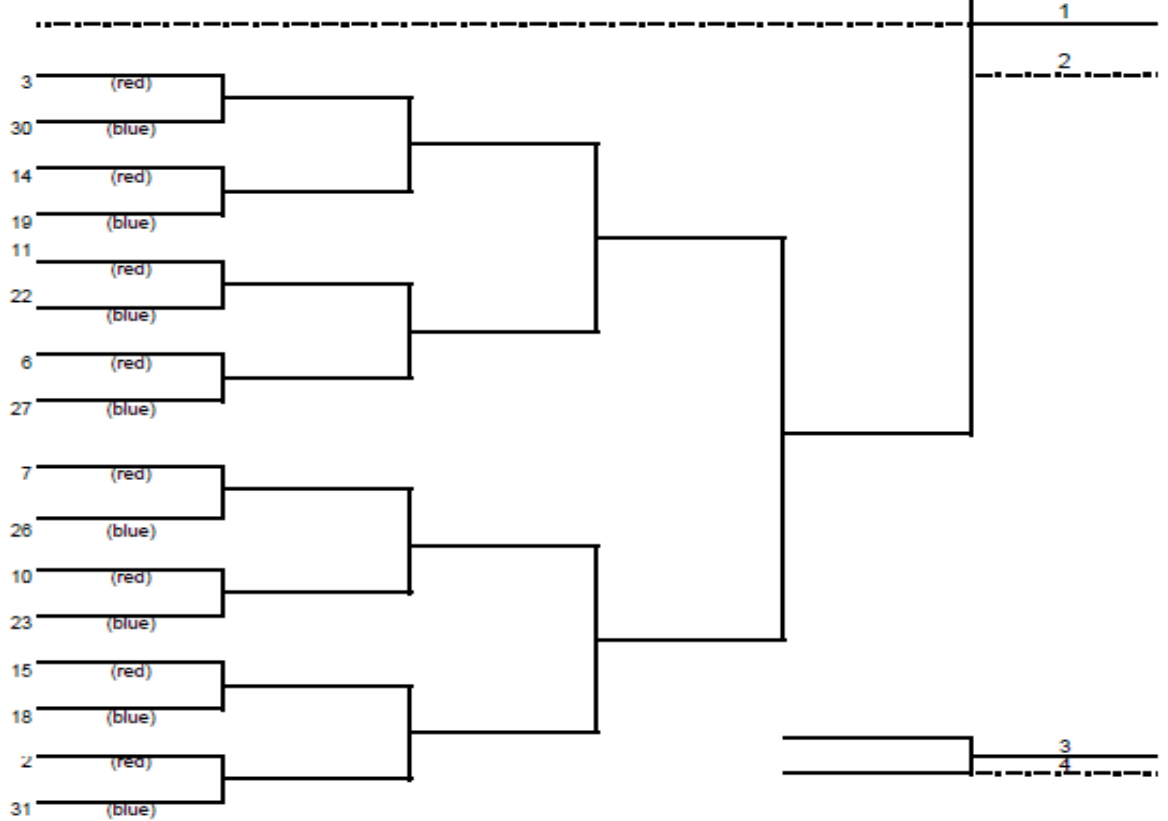 1
2
3 (red)
30 (blue)
14 (red)
19 (blue)
11 (red)
22 (blue)
6 (red)
27 (blue)
7 (red)
26 (blue)
10 (red)
23 (blue)
15 (red)
18 (blue)
3
4
2 (red)
31 (blue)